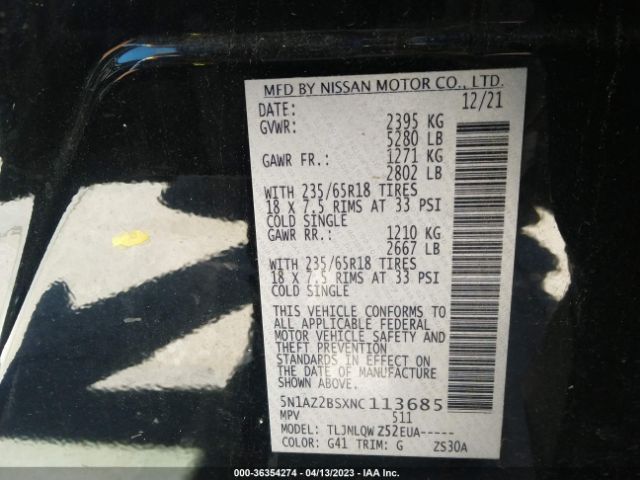 MFD BY NISSAN MOTOR CO., LTD.
DATE: 12/21
GVWR: 2395 KG
5280 LB
GAWR FR.: 1271 KG
2802 LB
WITH 235/65R18 TIRES
18 X 7.5 RIMS AT 33 PSI
COLD SINGLE
GAWR RR.: 1210 KG
2667 LB
WITH 235/65R18 TIRES
18 X 7.5 RIMS AT 33 PSI
COLD SINGLE
THIS VEHICLE CONFORMS TO
ALL APPLICABLE FEDERAL
MOTOR VEHICLE SAFETY AND
THEFT PREVENTION
STANDARDS IN EFFECT ON
THE DATE OF MANUFACTURE
SHOWN ABOVE.
5N1AZ2BSXNC113685
MPV 511
MODEL: TLJNLQW Z52EUA-----
COLOR: G41 TRIM: G ZS30A
000-36354274 - 04/13/2023 - IAA Inc.